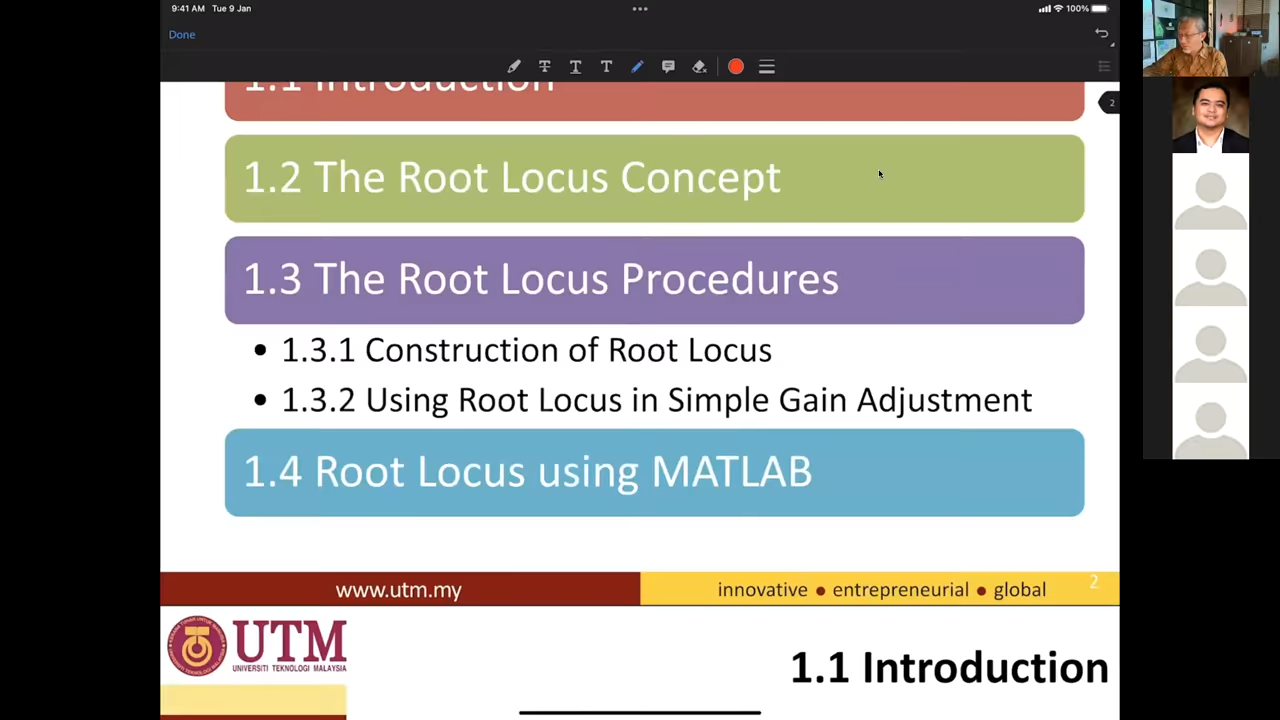 9:41 AM Tue 9 Jan
100%
Done
T T T
2
1.1 Introduction
1.2 The Root Locus Concept
1.3 The Root Locus Procedures
• 1.3.1 Construction of Root Locus
• 1.3.2 Using Root Locus in Simple Gain Adjustment
1.4 Root Locus using MATLAB
www.utm.my
innovative ● entrepreneurial ● global
2
UTM
UNIVERSITI TEKNOLOGI MALAYSIA
1.1 Introduction